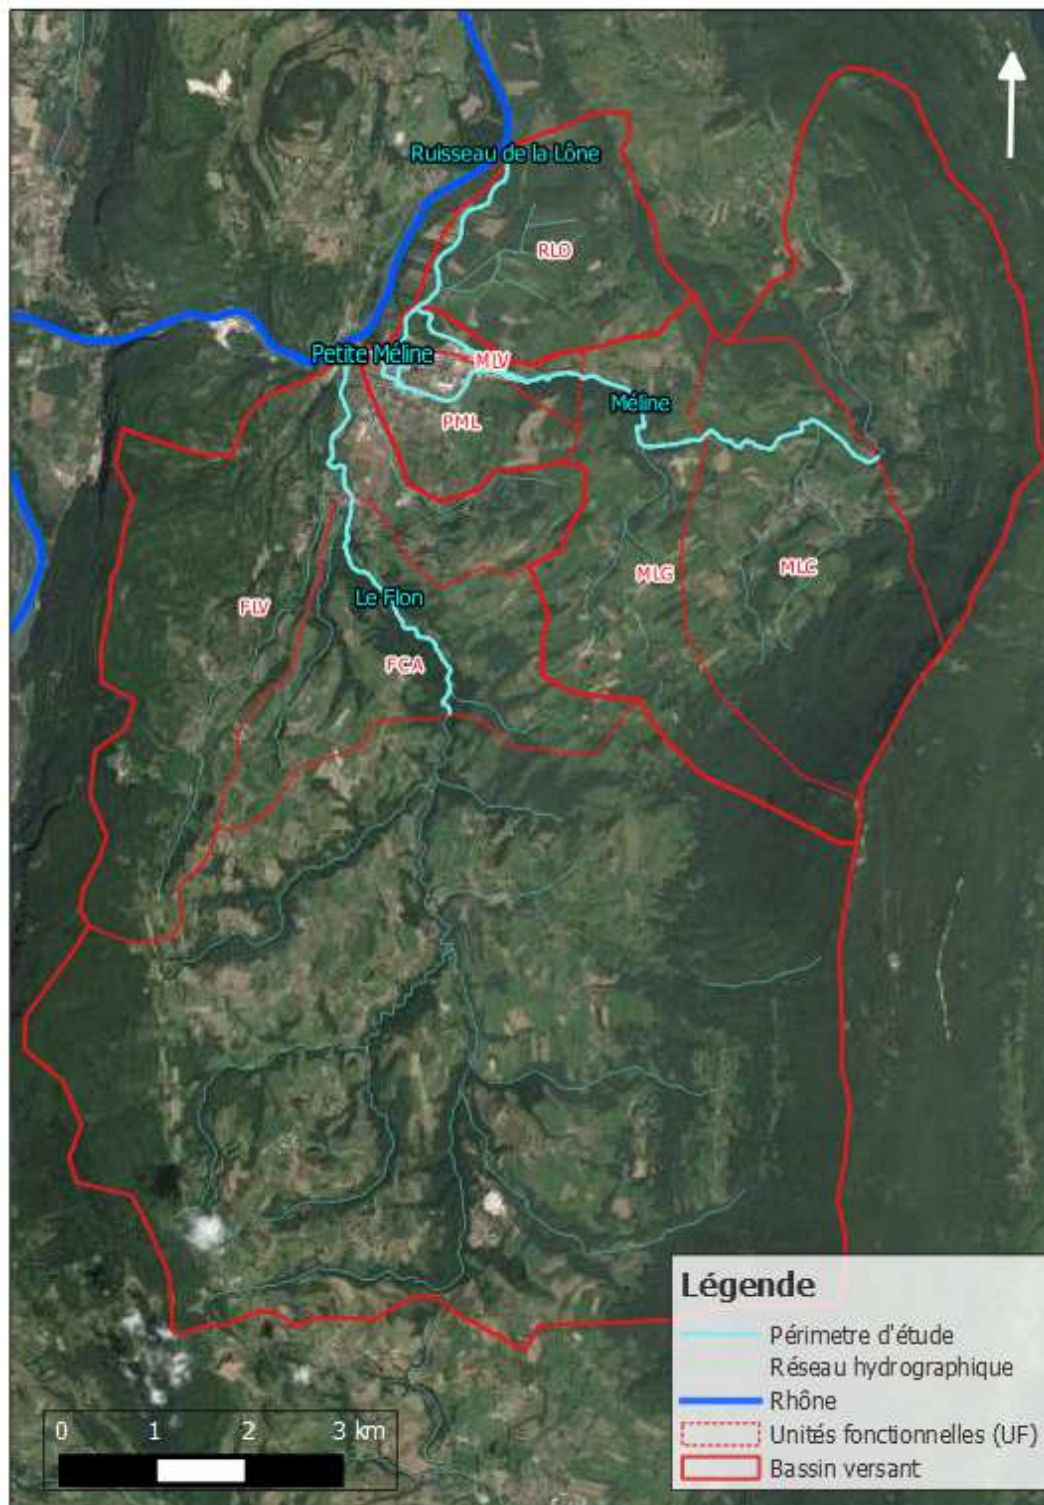 Ruisseau de la Lône
RLO
Petite Méline
MLV
Méline
PML
MLG
MLC
Le Flon
FLV
FCA
Légende
Périmetre d'étude
Réseau hydrographique
Rhône
Unités fonctionnelles (UF)
Bassin versant
0 1 2 3 km